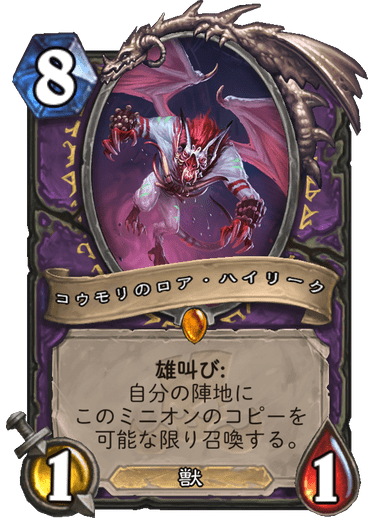 8
コウモリのロア・ハイリーク
雄叫び:
自分の陣地に
このミニオンのコピーを
可能な限り召喚する。
獣
1
1